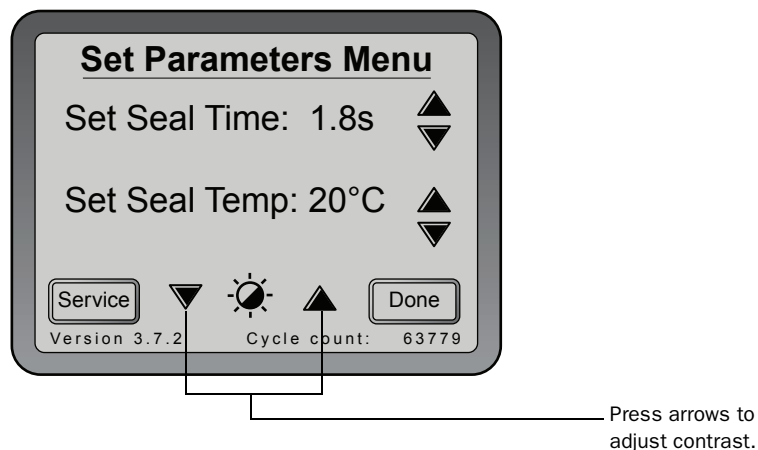 Set Parameters Menu
Set Seal Time: 1.8s
Set Seal Temp: 20°C
Service
Done
Version 3.7.2 Cycle count: 63779
Press arrows to
adjust contrast.